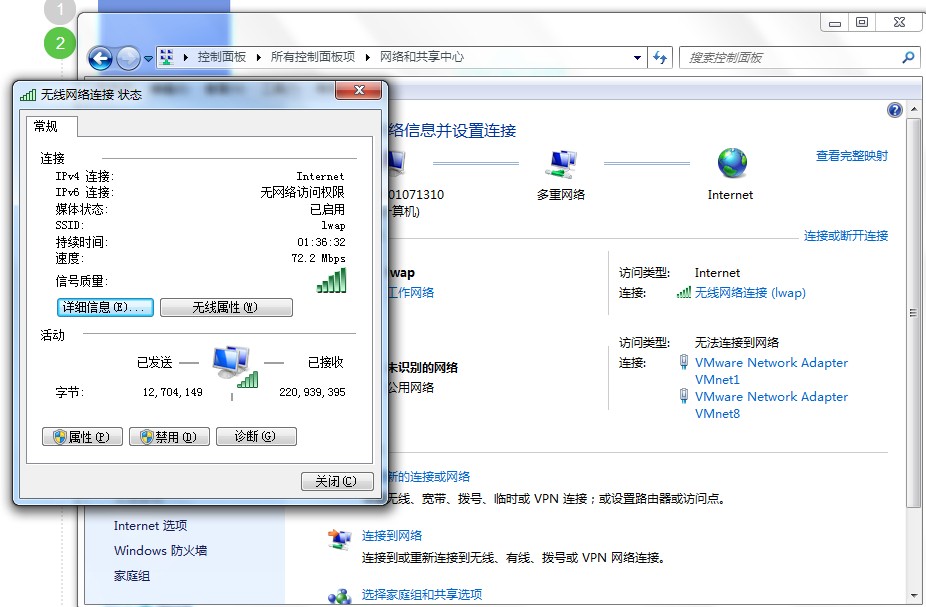 1
2
控制面板 ▸ 所有控制面板项 ▸ 网络和共享中心
搜索控制面板
无线网络连接 状态
常规
连接
IPv4 连接: Internet
IPv6 连接: 无网络访问权限
媒体状态: 已启用
SSID: lwap
持续时间: 01:36:32
速度: 72.2 Mbps
信号质量:
详细信息(E)... 无线属性(W)
活动
已发送 — — 已接收
字节: 12,704,149 220,939,395
属性(P) 禁用(D) 诊断(G)
关闭(C)
络信息并设置连接
查看完整映射
01071310
算机)
多重网络
Internet
连接或断开连接
wap
工作网络
访问类型: Internet
连接: 无线网络连接 (lwap)
未识别的网络
公用网络
访问类型: 无法连接到网络
连接: VMware Network Adapter
VMnet1
VMware Network Adapter
VMnet8
新的连接或网络
无线、宽带、拨号、临时或 VPN 连接；或设置路由器或访问点。
连接到网络
连接到或重新连接到无线、有线、拨号或 VPN 网络连接。
选择家庭组和共享选项
Internet 选项
Windows 防火墙
家庭组